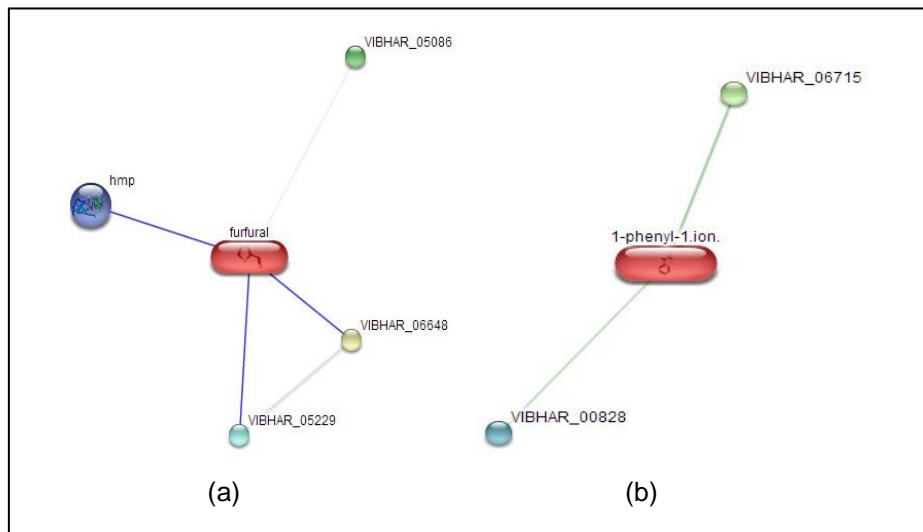 VIBHAR_05086
hmp
furfural
VIBHAR_06648
VIBHAR_05229
(a)
VIBHAR_06715
1-phenyl-1.ion.
VIBHAR_00828
(b)